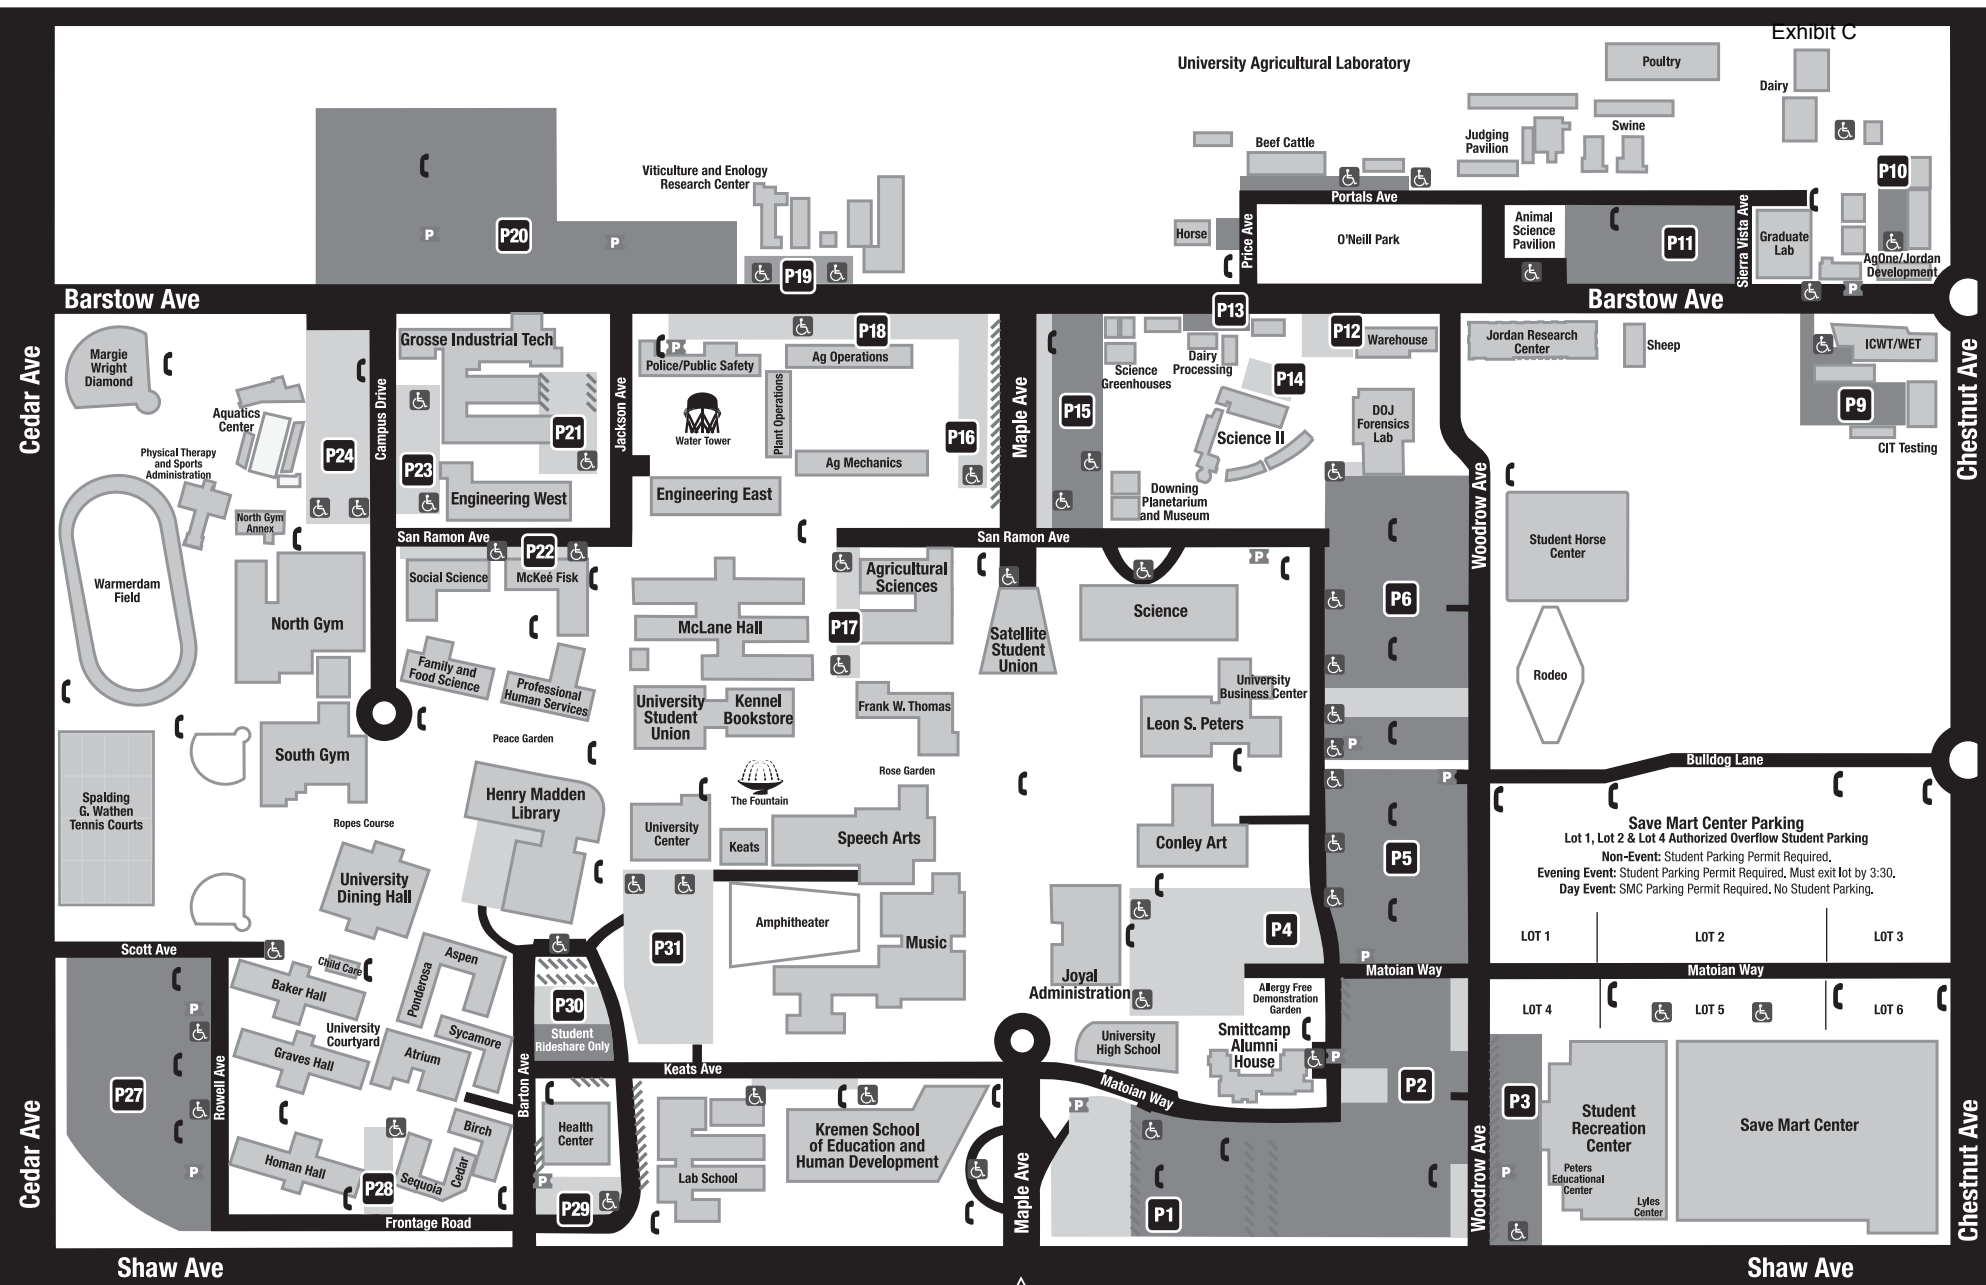 Exhibit C
University Agricultural Laboratory
Poultry
Dairy
Beef Cattle
Judging
Pavilion
Swine
P10
Viticulture and Enology
Research Center
P20
P
P
P19
Portals Ave
Horse
Price Ave
O'Neill Park
Animal
Science
Pavilion
P11
Sierra Vista Ave
Graduate
Lab
AgOne/Jordan
Development
P
Barstow Ave
Barstow Ave
P13
Cedar Ave
Margie
Wright
Diamond
Aquatics
Center
Physical Therapy
and Sports
Administration
P24
Campus Drive
Grosse Industrial Tech
P21
P23
Engineering West
Jackson Ave
P
Police/Public Safety
P18
Ag Operations
Plant Operations
Water Tower
P16
Ag Mechanics
Engineering East
Maple Ave
P15
Science
Greenhouses
Dairy
Processing
P12
Warehouse
P14
Science II
DOJ
Forensics
Lab
Downing
Planetarium
and Museum
Jordan Research
Center
Sheep
ICWT/WET
P9
CIT Testing
Chestnut Ave
Woodrow Ave
Student Horse
Center
Rodeo
North Gym
Annex
Warmerdam
Field
North Gym
South Gym
San Ramon Ave
P22
Social Science
McKee Fisk
Family and
Food Science
Professional
Human Services
Peace Garden
McLane Hall
University
Student
Union
Kennel
Bookstore
San Ramon Ave
Agricultural
Sciences
P17
Frank W. Thomas
Satellite
Student
Union
P
Science
University
Business Center
Leon S. Peters
P6
P
P
Bulldog Lane
Spalding
G. Wathen
Tennis Courts
Ropes Course
Henry Madden
Library
The Fountain
Rose Garden
University
Center
Keats
Speech Arts
Conley Art
P5
Save Mart Center Parking
Lot 1, Lot 2 & Lot 4 Authorized Overflow Student Parking
Non-Event: Student Parking Permit Required.
Evening Event: Student Parking Permit Required. Must exit lot by 3:30.
Day Event: SMC Parking Permit Required. No Student Parking.
LOT 1
LOT 2
LOT 3
University
Dining Hall
Amphitheater
Music
P31
Joyal
Administration
P4
P
Matoian Way
Matoian Way
LOT 4
LOT 5
LOT 6
Scott Ave
P
P27
P
Rowell Ave
Child Care
Baker Hall
University
Courtyard
Graves Hall
Homan Hall
Ponderosa
Aspen
Sycamore
Atrium
Birch
Cedar
Sequoia
P28
Frontage Road
Barton Ave
P30
Student
Rideshare Only
Keats Ave
Health
Center
P
P29
Lab School
Kremen School
of Education and
Human Development
Maple Ave
University
High School
Allergy Free
Demonstration
Garden
Smittcamp
Alumni
House
P
Matoian Way
P
P2
P1
Woodrow Ave
P3
P
Student
Recreation
Center
Peters
Educational
Center
Lyles
Center
Save Mart Center
Cedar Ave
Chestnut Ave
Shaw Ave
Shaw Ave